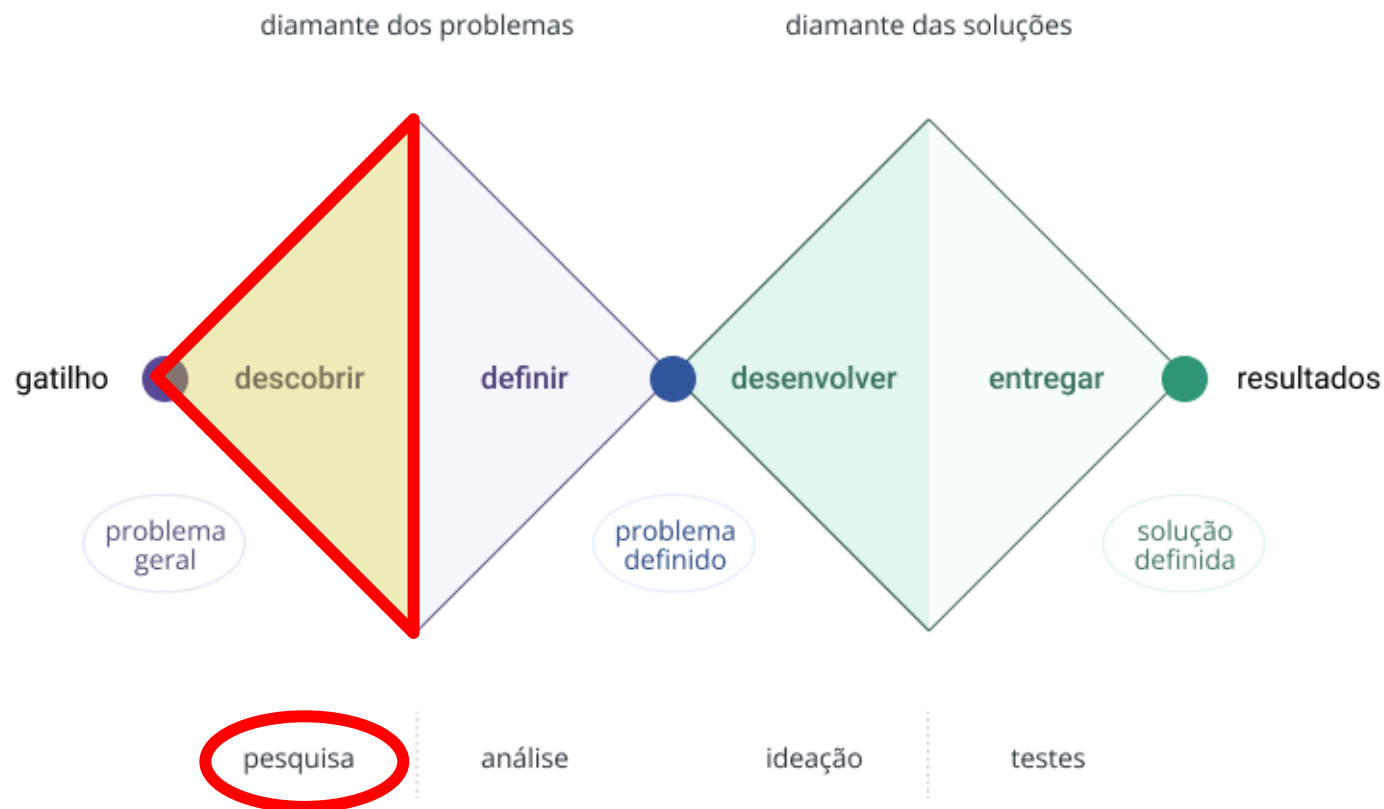 diamante dos problemas
diamante das soluções
gatilho
descobrir
definir
desenvolver
entregar
resultados
problema
geral
problema
definido
solução
definida
pesquisa
análise
ideação
testes